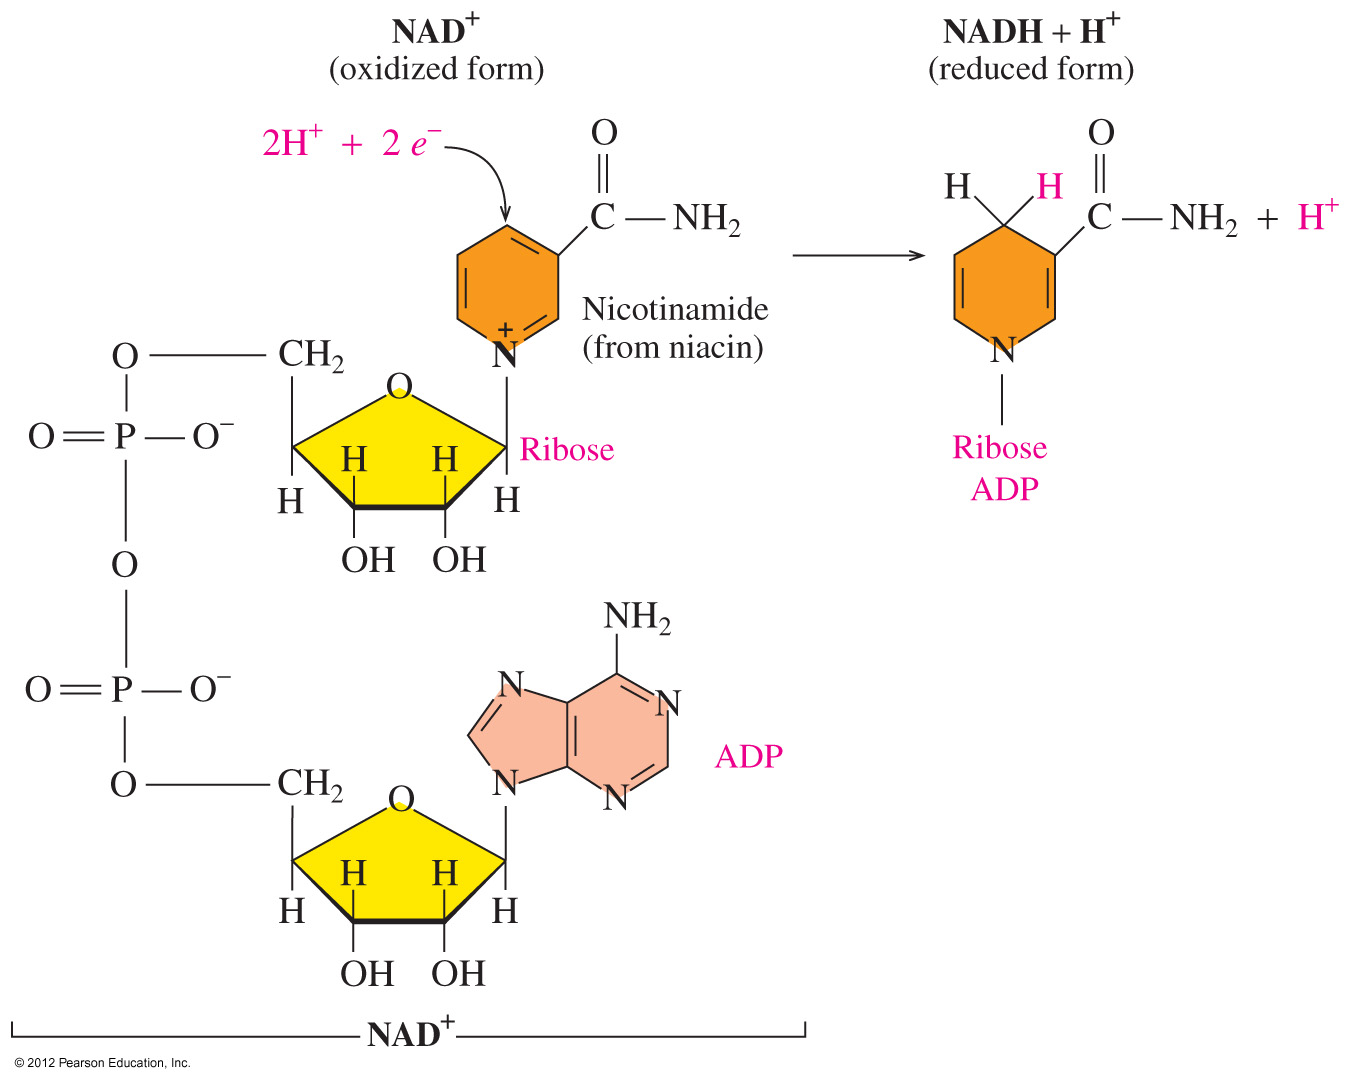 NAD⁺
(oxidized form)
NADH + H⁺
(reduced form)
2H⁺ + 2 e⁻
O
C
NH₂
H
H
O
C
NH₂ + H⁺
Nicotinamide
(from niacin)
+
N
N
O
CH₂
O
O
P
O⁻
H
H
Ribose
H
H
OH
OH
Ribose
ADP
O
NH₂
O
P
O⁻
N
N
N
N
ADP
O
CH₂
O
H
H
H
H
OH
OH
NAD⁺
© 2012 Pearson Education, Inc.